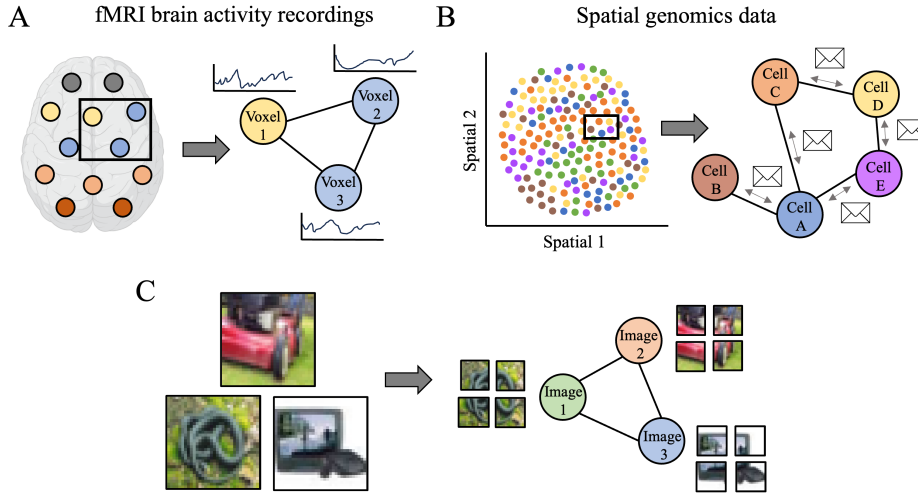 A
fMRI brain activity recordings
Voxel
1
Voxel
2
Voxel
3
B
Spatial genomics data
Spatial 2
Spatial 1
Cell
C
Cell
D
Cell
B
Cell
E
Cell
A
C
Image
1
Image
2
Image
3